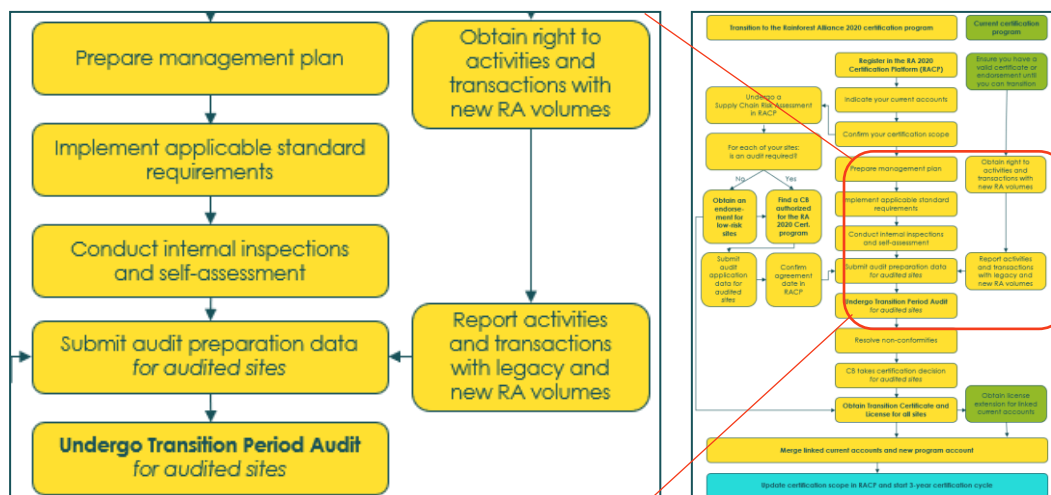 Prepare management plan
Obtain right to
activities and
transactions with
new RA volumes
Implement applicable standard
requirements
Conduct internal inspections
and self-assessment
Submit audit preparation data
for audited sites
Report activities
and transactions
with legacy and
new RA volumes
Undergo Transition Period Audit
for audited sites
Transition to the Rainforest Alliance 2020 certification program
Current certification
program
Register in the RA 2020
Certification Platform (RACP)
Ensure you have a
valid certificate or
endorsement until
you can transition
Undergo a
Supply Chain Risk Assessment
in RACP
Indicate your current accounts
Confirm your certification scope
For each of your sites:
is an audit required?
Prepare management plan
Obtain right to
activities and
transactions with
new RA volumes
No
Yes
Obtain an
endorse-
ment for
low-risk
sites
Find a CB
authorized
for the RA
2020 Cert.
program
Implement applicable standard
requirements
Conduct internal inspections
and self-assessment
Submit
audit
application
data for
audited
sites
Confirm
agreement
date in
RACP
Submit audit preparation data
for audited sites
Report activities
and transactions
with legacy and
new RA volumes
Undergo Transition Period Audit
for audited sites
Resolve non-conformities
CB takes certification decision
for audited sites
Obtain Transition Certificate and
License for all sites
Obtain license
extension for linked
current accounts
Merge linked current accounts and new program account
Update certification scope in RACP and start 3-year certification cycle